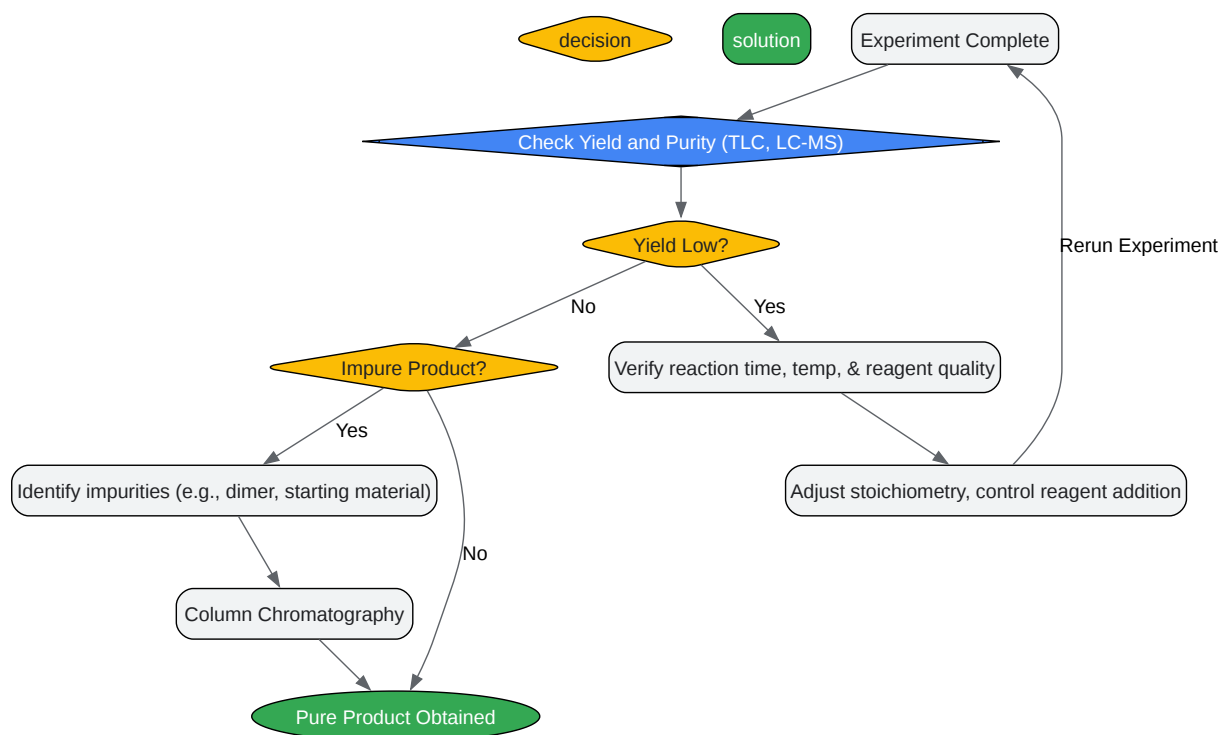 decision
solution
Experiment Complete
Check Yield and Purity (TLC, LC-MS)
Yield Low?
Rerun Experiment
No
Yes
Impure Product?
Verify reaction time, temp, & reagent quality
Yes
Identify impurities (e.g., dimer, starting material)
Adjust stoichiometry, control reagent addition
No
Column Chromatography
Pure Product Obtained